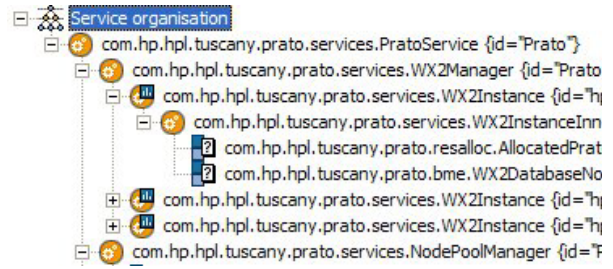 Service organisation
com.hp.hpl.tuscany.prato.services.PratoService {id="Prato"}
com.hp.hpl.tuscany.prato.services.WX2Manager {id="Prato
com.hp.hpl.tuscany.prato.services.WX2Instance {id="hp
com.hp.hpl.tuscany.prato.services.WX2InstanceInn
com.hp.hpl.tuscany.prato.resalloc.AllocatedPrat
com.hp.hpl.tuscany.prato.bme.WX2DatabaseNo
com.hp.hpl.tuscany.prato.services.WX2Instance {id="hp
com.hp.hpl.tuscany.prato.services.WX2Instance {id="hp
com.hp.hpl.tuscany.prato.services.NodePoolManager {id="P